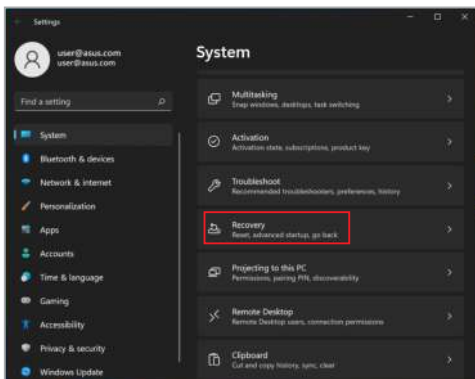 Settings
user@asus.com
user@asus.com
Find a setting
System
Bluetooth & devices
Network & internet
Personalization
Apps
Accounts
Time & language
Gaming
Accessibility
Privacy & security
Windows Update
System
Multitasking
Snap windows, desktops, task switching
Activation
Activation state, subscriptions, product key
Troubleshoot
Recommended troubleshooters, preferences, history
Recovery
Reset, advanced startup, go back
Projecting to this PC
Permissions, pairing PIN, discoverability
Remote Desktop
Remote Desktop users, connection permissions
Clipboard
Cut and copy history, sync, clear